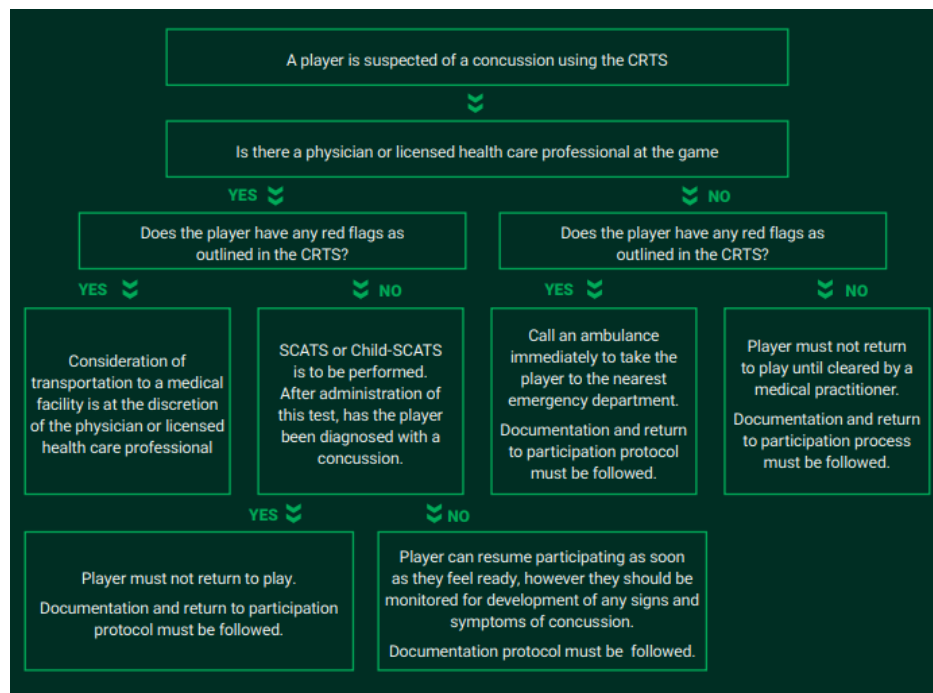 A player is suspected of a concussion using the CRTS
Is there a physician or licensed health care professional at the game
YES
NO
Does the player have any red flags as
outlined in the CRTS?
Does the player have any red flags as
outlined in the CRTS?
YES
NO
YES
NO
Consideration of
transportation to a medical
facility is at the discretion
of the physician or licensed
health care professional
SCATS or Child-SCATS
is to be performed.
After administration of
this test, has the player
been diagnosed with a
concussion.
Call an ambulance
immediately to take the
player to the nearest
emergency department.
Documentation and return
to participation protocol
must be followed.
Player must not return
to play until cleared by a
medical practitioner.
Documentation and return
to participation process
must be followed.
YES
NO
Player must not return to play.
Documentation and return to participation
protocol must be followed.
Player can resume participating as soon
as they feel ready, however they should be
monitored for development of any signs and
symptoms of concussion.
Documentation protocol must be followed.